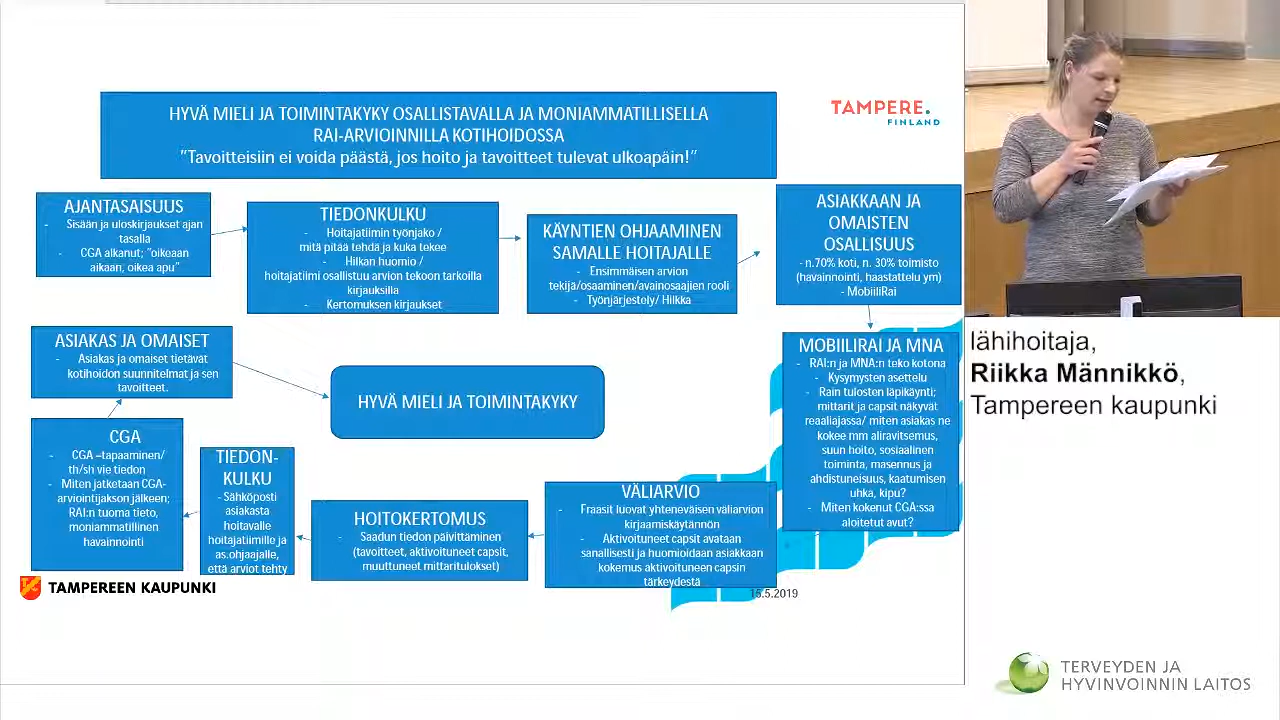 HYVÄ MIELI JA TOIMINTAKYKY OSALLISTAVALLA JA MONIAMMATILLISELLA
RAI-ARVIOINNILLA KOTIHOIDOSSA
"Tavoitteisiin ei voida päästä, jos hoito ja tavoitteet tulevat ulkoapäin!"
TAMPERE.
FINLAND
AJANTASAISUUS
- Sisään ja uloskirjaukset ajan
tasalla
- CGA alkanut; "oikeaan
aikaan, oikea apu"
TIEDONKULKU
- Hoitajatiimin työnjako /
mitä pitää tehdä ja kuka tekee
- Hilkan huomio /
hoitajatiimi osallistuu arvion tekoon tarkoilla
kirjauksilla
- Kertomuksen kirjaukset
KÄYNTIEN OHJAAMINEN
SAMALLE HOITAJALLE
- Ensimmäisen arvion
tekija/osaaminen/avainosaajien rooli
- Työnjärjestely/ Hilkka
ASIAKKAAN JA
OMAISTEN
OSALLISUUS
- n.70% koti, n. 30% toimisto
(havainnointi, haastattelu ym)
- MobiiliRai
MOBIILIRAI JA MNA
- RAI:n ja MNA:n teko kotona
- Kysymysten asettelu
- Rain tulosten läpikäynti;
mittarit ja capsit näkyvät
reaaliajassa/ miten asiakas ne
kokee mm aliravitsemus,
suun hoito, sosiaalinen
toiminta, masennus ja
ahdistuneisuus, kaatumisen
uhka, kipu?
- Miten kokenut CGA:ssa
aloitetut avut?
VÄLIARVIO
- Fraasit luovat yhteneväisen väliarvion
kirjaamiskäytännön
- Aktivoituneet capsit avataan
sanallisesti ja huomioidaan asiakkaan
kokemus aktivoituneen capsin
tärkeydestä
HOITOKERTOMUS
- Saadun tiedon päivittäminen
(tavoitteet, aktivoituneet capsit,
muuttuneet mittaritulokset)
TIEDON-
KULKU
- Sähköposti
asiakasta
hoitavalle
hoitajatiimille ja
as.ohjaajalle,
että arviot tehty
CGA
- CGA –tapaaminen/
th/sh vie tiedon
- Miten jatketaan CGA-
arviointijakson jälkeen;
RAI:n tuoma tieto,
moniammatillinen
havainnointi
ASIAKAS JA OMAISET
- Asiakas ja omaiset tietävät
kotihoidon suunnitelmat ja sen
tavoitteet.
HYVÄ MIELI JA TOIMINTAKYKY
TAMPEREEN KAUPUNKI
15.5.2019
lähihoitaja,
Riikka Männikkö,
Tampereen kaupunki
TERVEYDEN JA
HYVINVOINNIN LAITOS